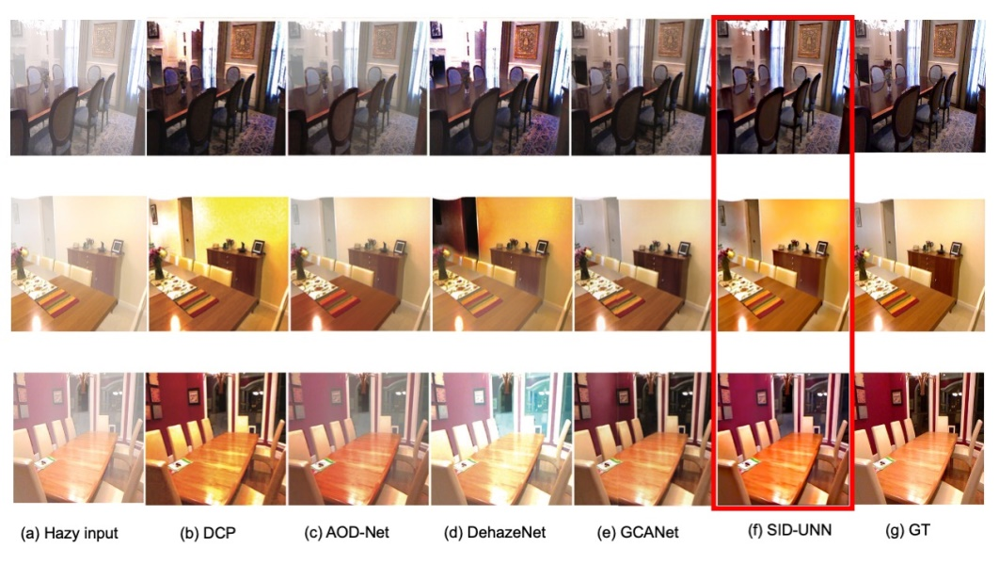 (a) Hazy input (b) DCP (c) AOD-Net (d) DehazeNet (e) GCANet (f) SID-UNN (g) GT